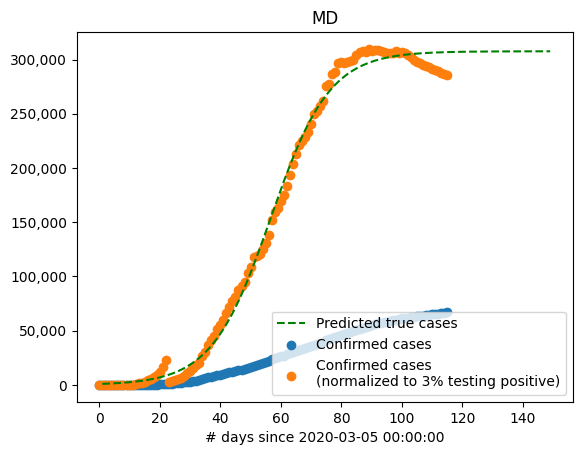 MD
300,000
250,000
200,000
150,000
100,000
50,000
0
Predicted true cases
Confirmed cases
Confirmed cases
(normalized to 3% testing positive)
0 20 40 60 80 100 120 140
# days since 2020-03-05 00:00:00